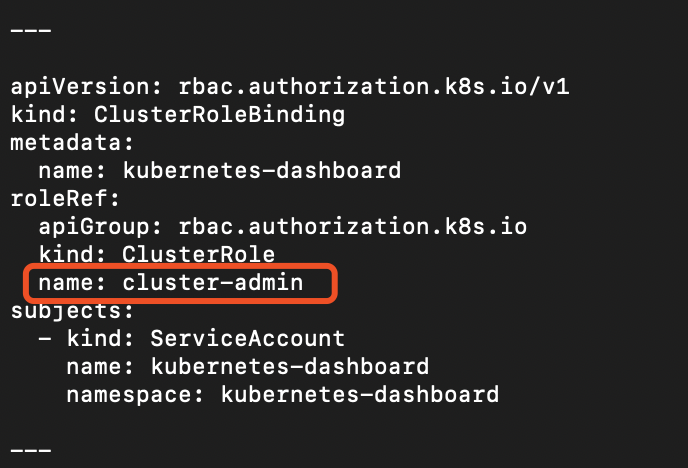 ---
apiVersion: rbac.authorization.k8s.io/v1
kind: ClusterRoleBinding
metadata:
  name: kubernetes-dashboard
roleRef:
  apiGroup: rbac.authorization.k8s.io
  kind: ClusterRole
  name: cluster-admin
subjects:
  - kind: ServiceAccount
    name: kubernetes-dashboard
    namespace: kubernetes-dashboard
---